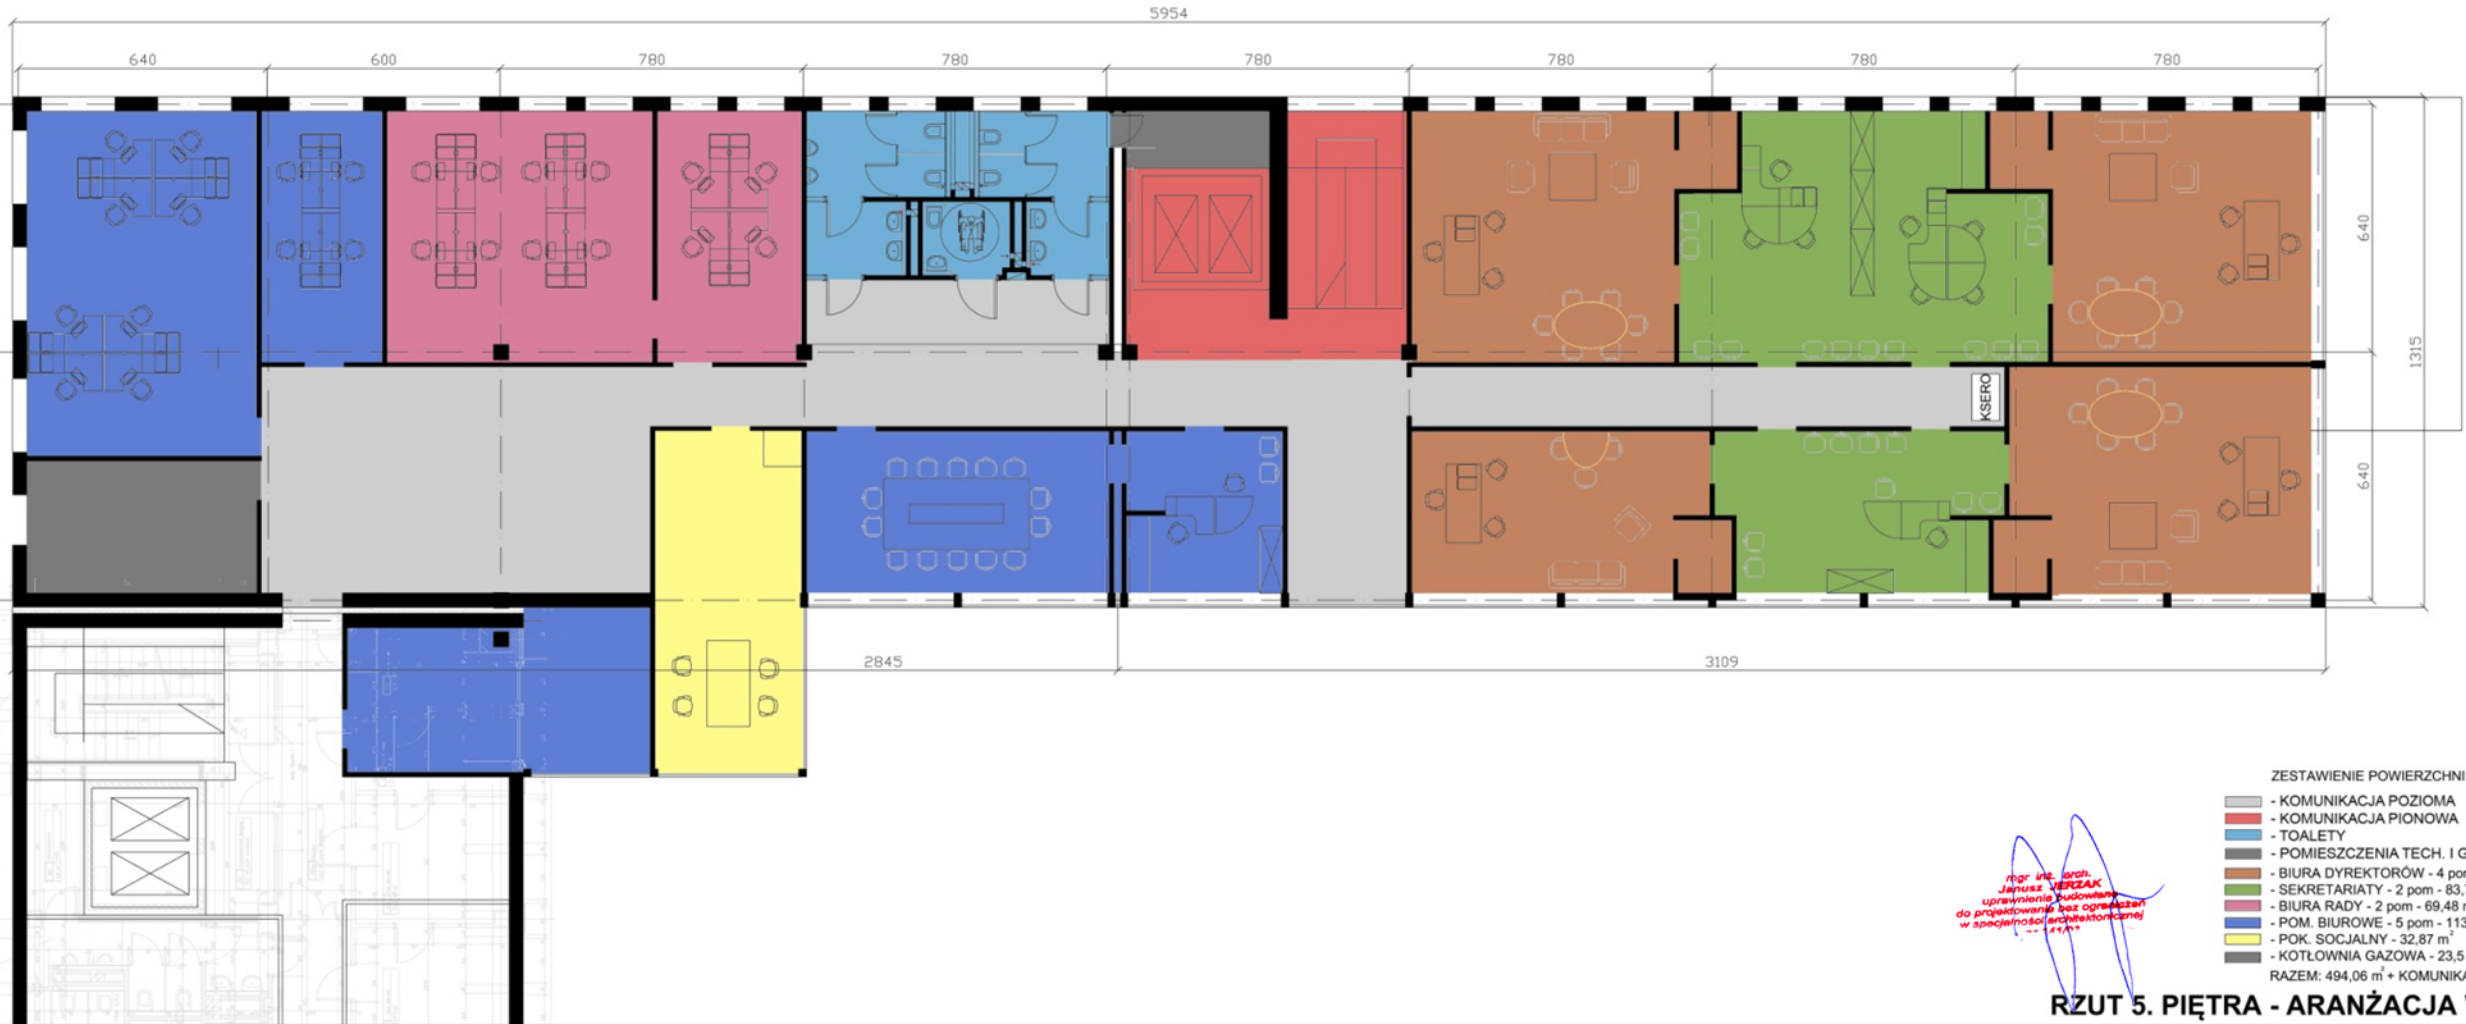 5954
640 600 780 780 780 780 780 780
640
1315
KSERO
640
2845 3109
ZESTAWIENIE POWIERZCHNI
- KOMUNIKACJA POZIOMA
- KOMUNIKACJA PIONOWA
- TOALETY
- POMIESZCZENIA TECH. I G
- BIURA DYREKTORÓW - 4 pom
- SEKRETARIATY - 2 pom - 83,
- BIURA RADY - 2 pom - 69,48 m
- POM. BIUROWE - 5 pom - 113
- POK. SOCJALNY - 32,87 m²
- KOTŁOWNIA GAZOWA - 23,5
RAZEM: 494,06 m² + KOMUNIKA
mgr inż. arch.
Janusz JERZAK
uprawnienia budowlane
do projektowania bez ograniczeń
w specjalności architektonicznej
RZUT 5. PIĘTRA - ARANŻACJA